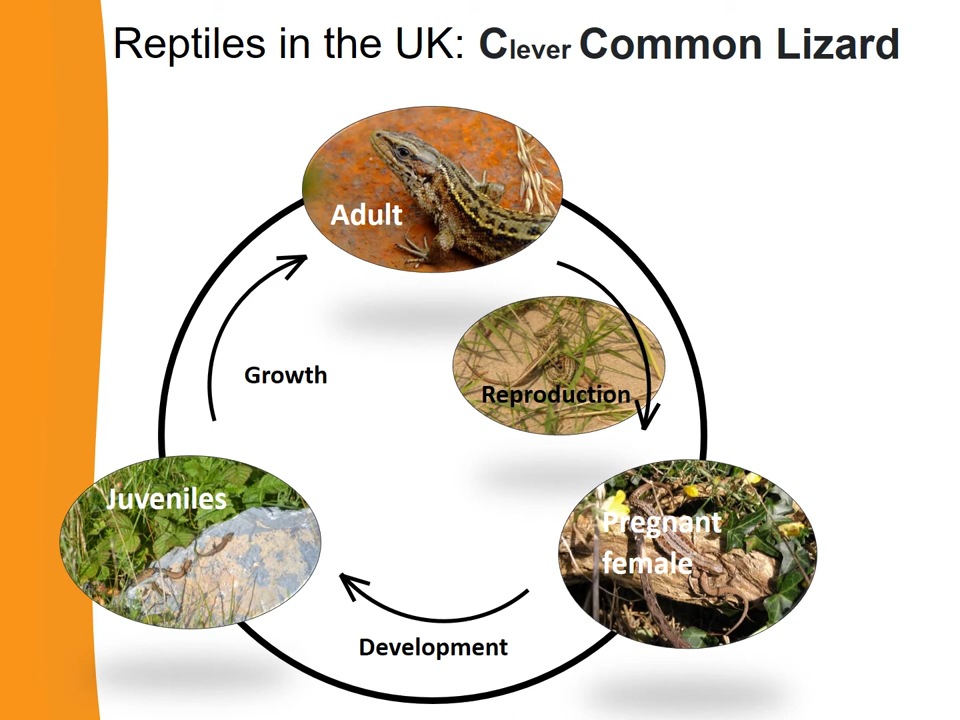 Reptiles in the UK: Clever Common Lizard
Adult
Growth
Reproduction
Juveniles
Pregnant
female
Development